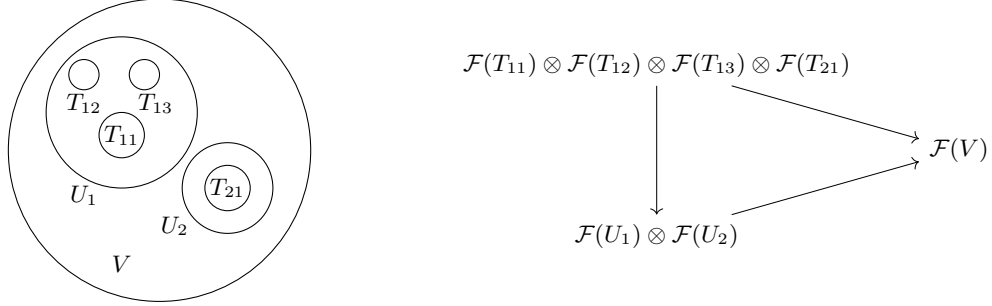 T₁₂ T₁₃
T₁₁
U₁
T₂₁
U₂
V
ℱ(T₁₁) ⊗ ℱ(T₁₂) ⊗ ℱ(T₁₃) ⊗ ℱ(T₂₁)
ℱ(V)
ℱ(U₁) ⊗ ℱ(U₂)